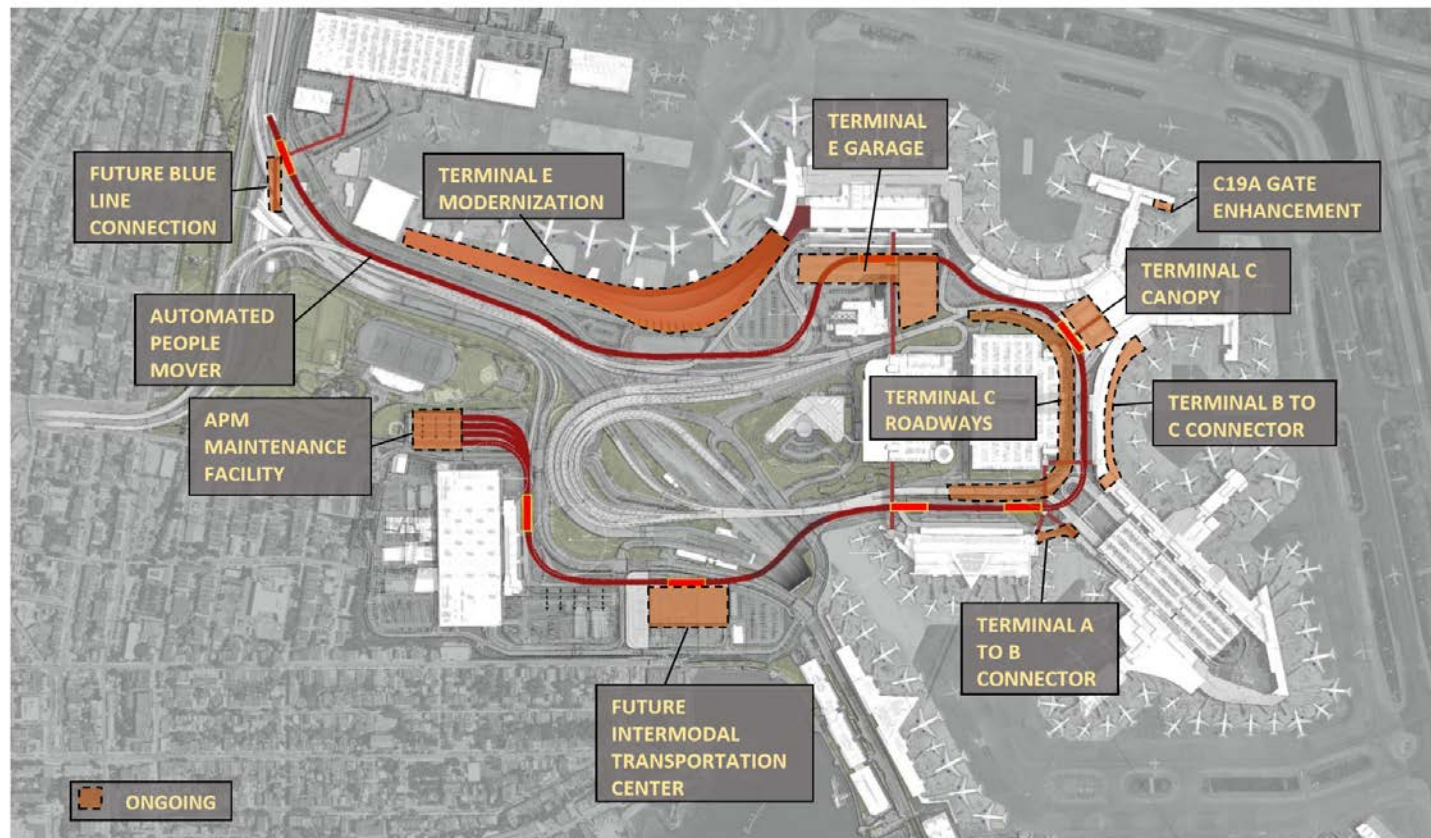 TERMINAL
E GARAGE
FUTURE BLUE
LINE
CONNECTION
TERMINAL E
MODERNIZATION
C19A GATE
ENHANCEMENT
TERMINAL C
CANOPY
AUTOMATED
PEOPLE
MOVER
APM
MAINTENANCE
FACILITY
TERMINAL C
ROADWAYS
TERMINAL B TO
C CONNECTOR
TERMINAL A
TO B
CONNECTOR
FUTURE
INTERMODAL
TRANSPORTATION
CENTER
ONGOING